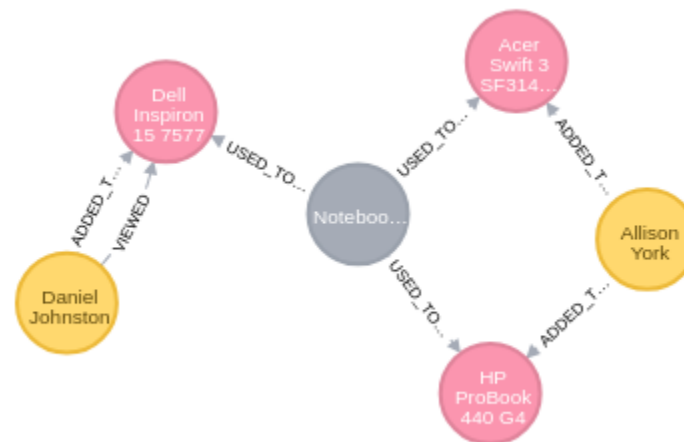 Acer
Swift 3
SF314...
Dell
Inspiron
15 7577
USED_TO...
USED_TO...
ADDED_T...
ADDED_T...
VIEWED
Noteboo...
Allison
York
Daniel
Johnston
USED_TO...
ADDED_T...
HP
ProBook
440 G4